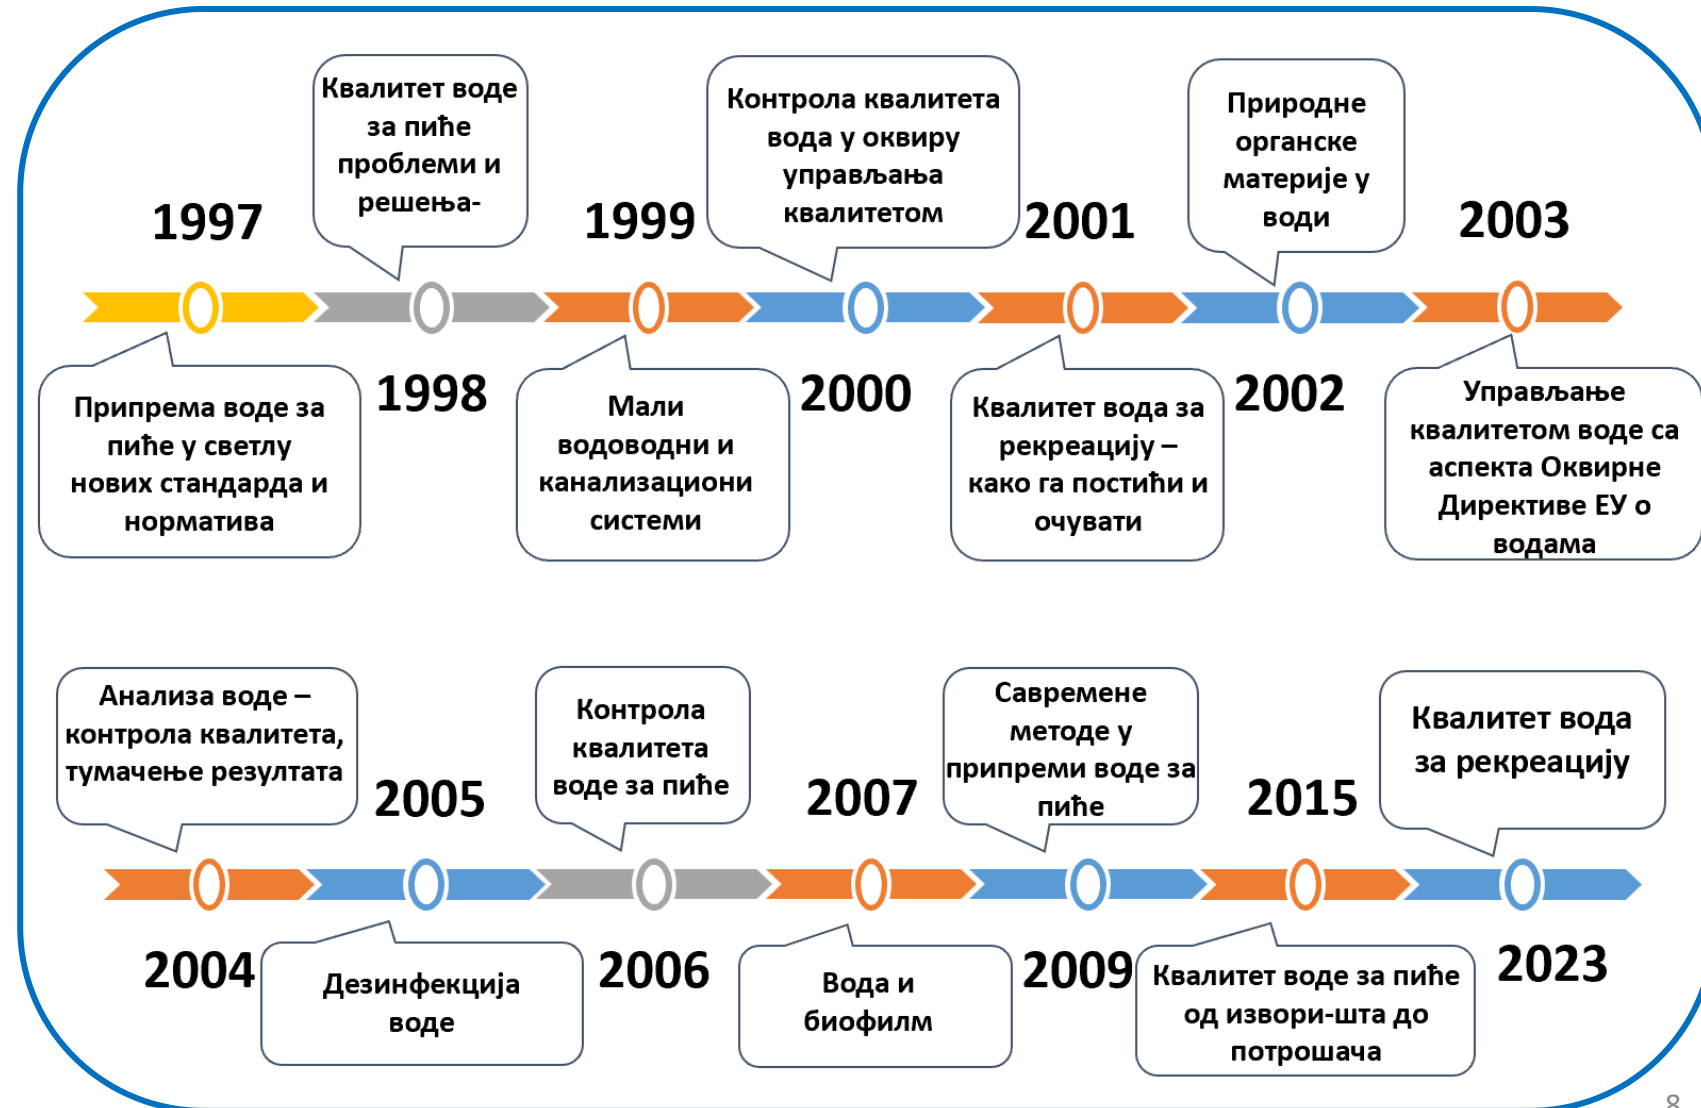 1997
Припрема воде за
пиће у светлу
нових стандарда и
норматива
Квалитет воде
за пиће
проблеми и
решења-
1998
1999
Мали
водоводни и
канализациони
системи
Контрола квалитета
вода у оквиру
управљања
квалитетом
2000
2001
Квалитет вода за
рекреацију –
како га постићи и
очувати
Природне
органске
материје у
води
2002
2003
Управљање
квалитетом воде са
аспекта Оквирне
Директиве ЕУ о
водама
Анализа воде –
контрола квалитета,
тумачење резултата
2004
2005
Дезинфекција
воде
Контрола
квалитета
воде за пиће
2006
2007
Вода и
биофилм
Савремене
методе у
припреми воде за
пиће
2009
2015
Квалитет воде за пиће
од извори-шта до
потрошача
Квалитет вода
за рекреацију
2023
8